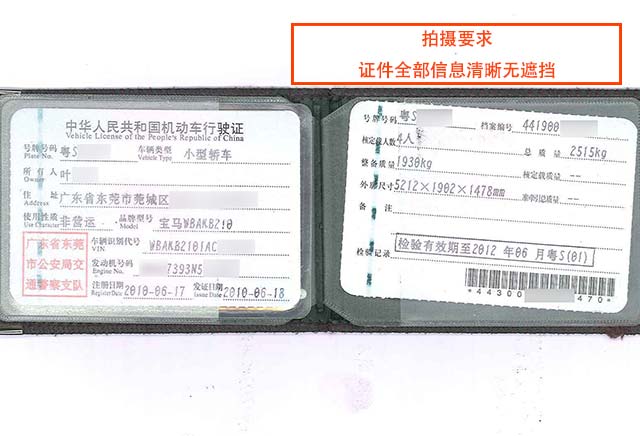 拍摄要求
证件全部信息清晰无遮挡
中华人民共和国机动车行驶证
Vehicle License of the People's Republic of China
号牌号码 Plate No. 粤S 车辆类型 Vehicle Type 小型轿车
所有人 Owner 叶
住址 Address 广东省东莞市莞城区
使用性质 Use Character 非营运 品牌型号 Model 宝马WBAKB210
广东省东莞
市公安局交
通警察支队
车辆识别代号 VIN WBAKB2101AC
发动机号码 Engine No. 7393N5
注册日期 Register Date 2010-06-17 发证日期 Issue Date 2010-06-18
号牌号码 粤S 档案编号 441900
核定载人数 4人 总质量 2515kg
整备质量 1930kg 核定载质量 --
外廓尺寸 5212×1902×1478mm 准牵引总质量 --
备注
检验记录 检验有效期至2012 年06 月粤S(01)
*44300 470*